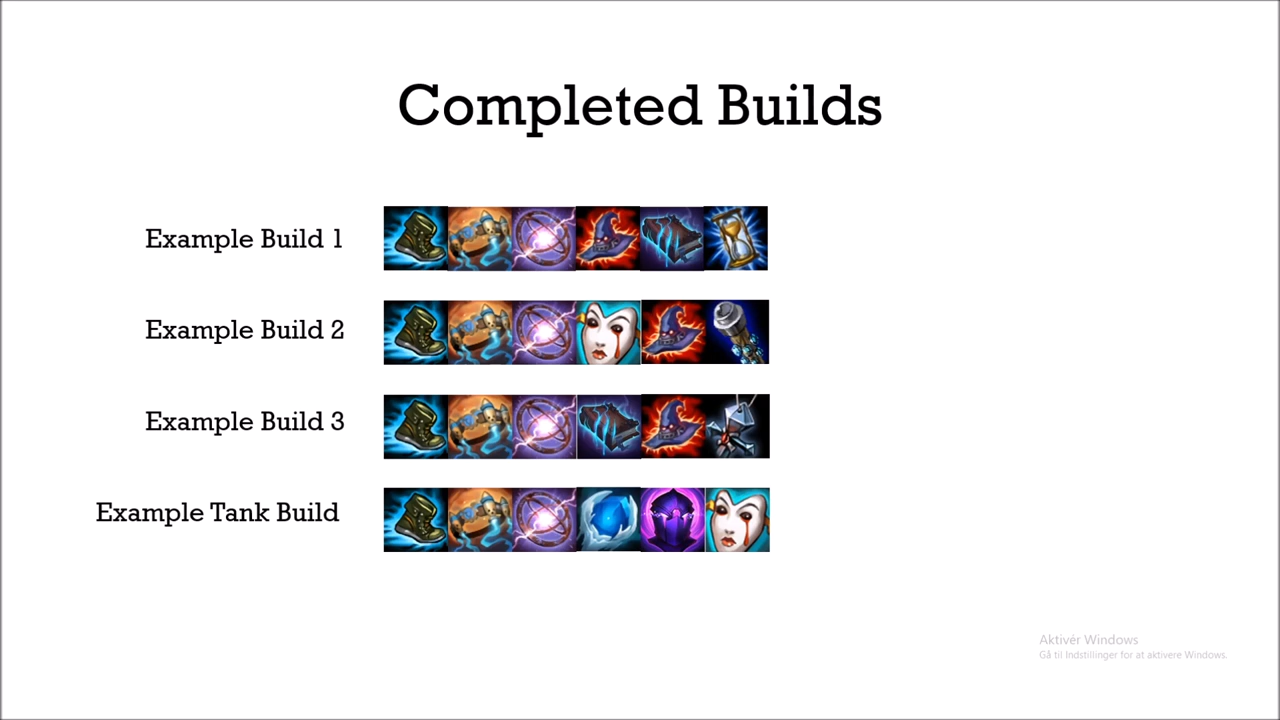 Completed Builds
Example Build 1
Example Build 2
Example Build 3
Example Tank Build
Aktivér Windows
Gå til Indstillinger for at aktivere Windows.